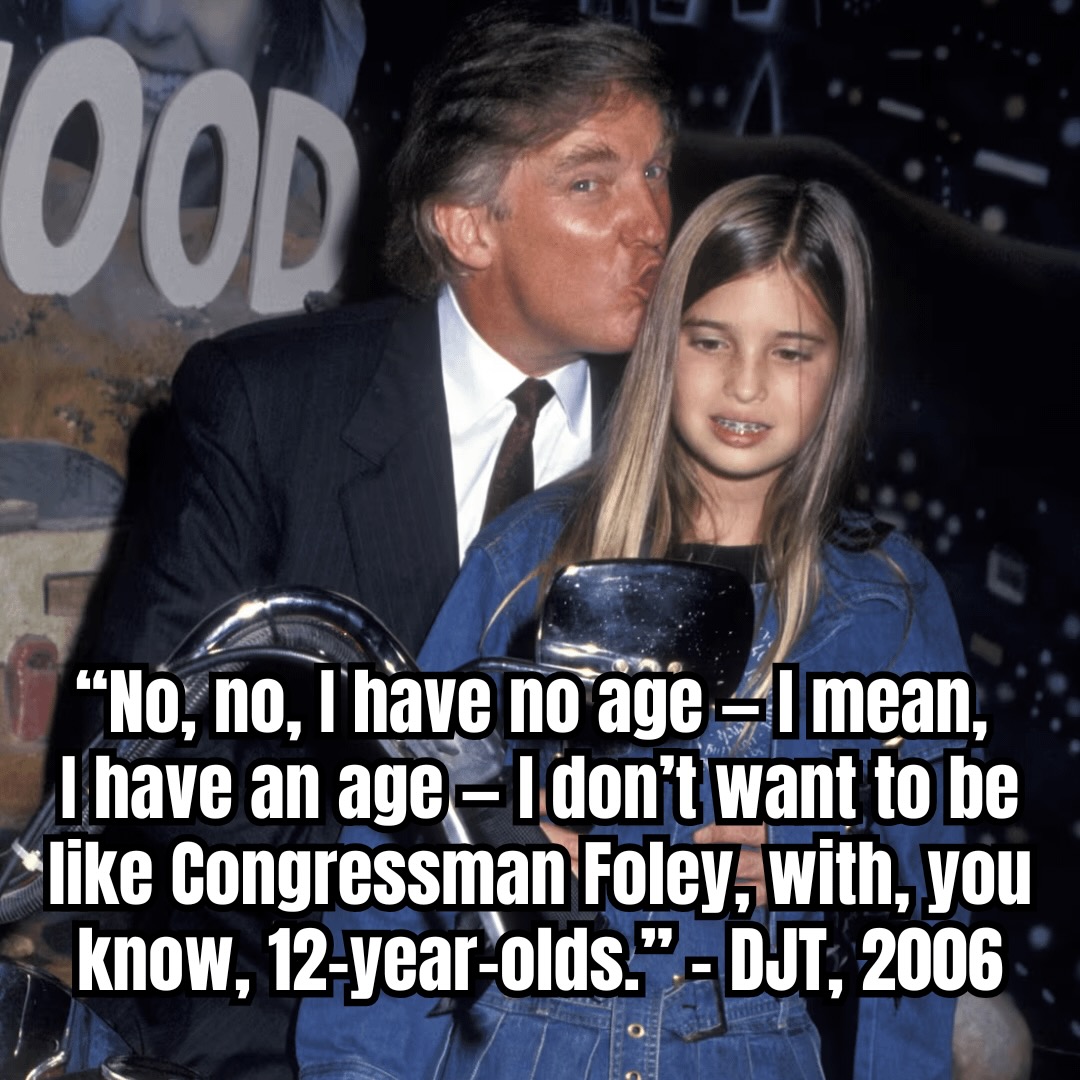 OOD
“No, no, I have no age – I mean,
I have an age – I don’t want to be
like Congressman Foley, with, you
know, 12-year-olds.” - DJT, 2006